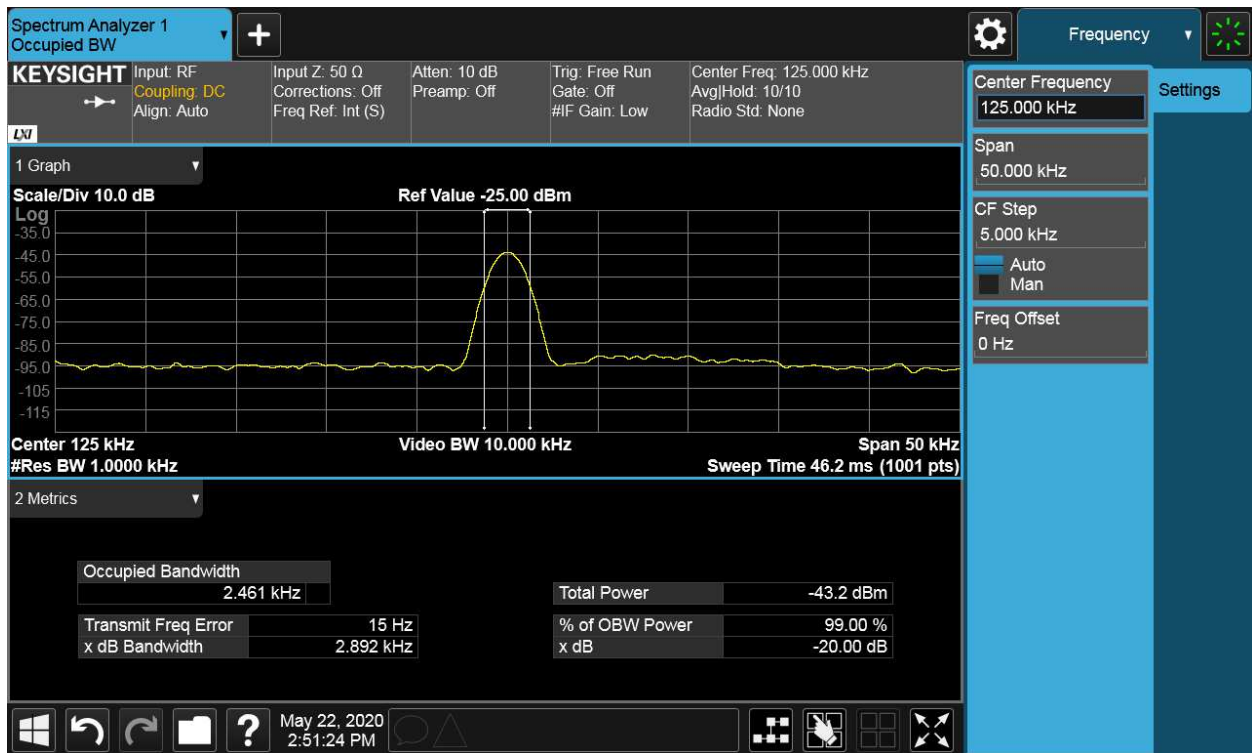 Spectrum Analyzer 1
Occupied BW
+
Frequency
KEYSIGHT
LXI
Input: RF
Coupling: DC
Align: Auto
Input Z: 50 Ω
Corrections: Off
Freq Ref: Int (S)
Atten: 10 dB
Preamp: Off
Trig: Free Run
Gate: Off
#IF Gain: Low
Center Freq: 125.000 kHz
Avg|Hold: 10/10
Radio Std: None
Center Frequency
125.000 kHz
Settings
Span
50.000 kHz
CF Step
5.000 kHz
Auto
Man
Freq Offset
0 Hz
1 Graph
Scale/Div 10.0 dB
Ref Value -25.00 dBm
Log
-35.0
-45.0
-55.0
-65.0
-75.0
-85.0
-95.0
-105
-115
Center 125 kHz
Video BW 10.000 kHz
Span 50 kHz
#Res BW 1.0000 kHz
Sweep Time 46.2 ms (1001 pts)
2 Metrics
Occupied Bandwidth
2.461 kHz
Total Power -43.2 dBm
Transmit Freq Error 15 Hz
% of OBW Power 99.00 %
x dB Bandwidth 2.892 kHz
x dB -20.00 dB
?
May 22, 2020
2:51:24 PM